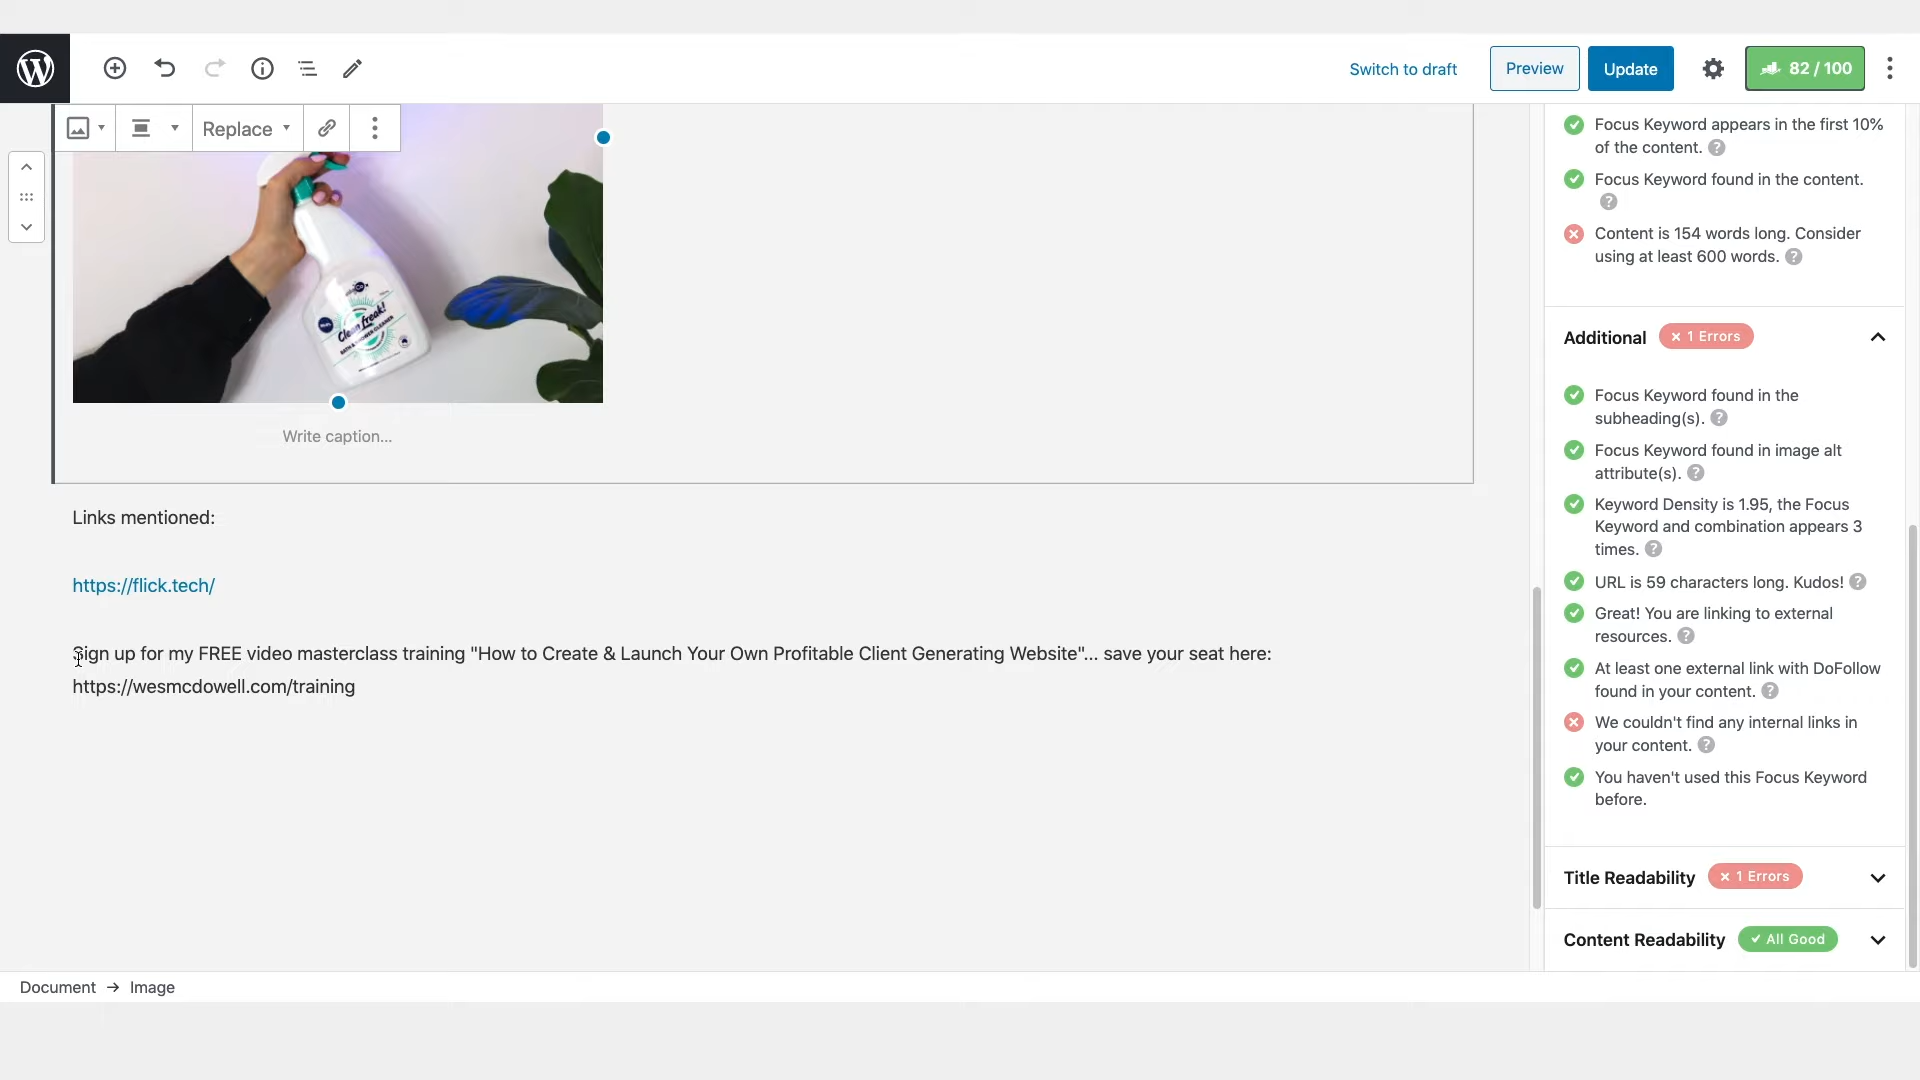 Switch to draft
Preview
Update
82 / 100
Replace
Clean freak!
BATH & SHOWER CLEANER
Write caption...
Links mentioned:
https://flick.tech/
Sign up for my FREE video masterclass training "How to Create & Launch Your Own Profitable Client Generating Website"... save your seat here:
https://wesmcdowell.com/training
Focus Keyword appears in the first 10%
of the content. ?
Focus Keyword found in the content.
?
Content is 154 words long. Consider
using at least 600 words. ?
Additional × 1 Errors
Focus Keyword found in the
subheading(s). ?
Focus Keyword found in image alt
attribute(s). ?
Keyword Density is 1.95, the Focus
Keyword and combination appears 3
times. ?
URL is 59 characters long. Kudos! ?
Great! You are linking to external
resources. ?
At least one external link with DoFollow
found in your content. ?
We couldn't find any internal links in
your content. ?
You haven't used this Focus Keyword
before.
Title Readability × 1 Errors
Content Readability ✓ All Good
Document → Image